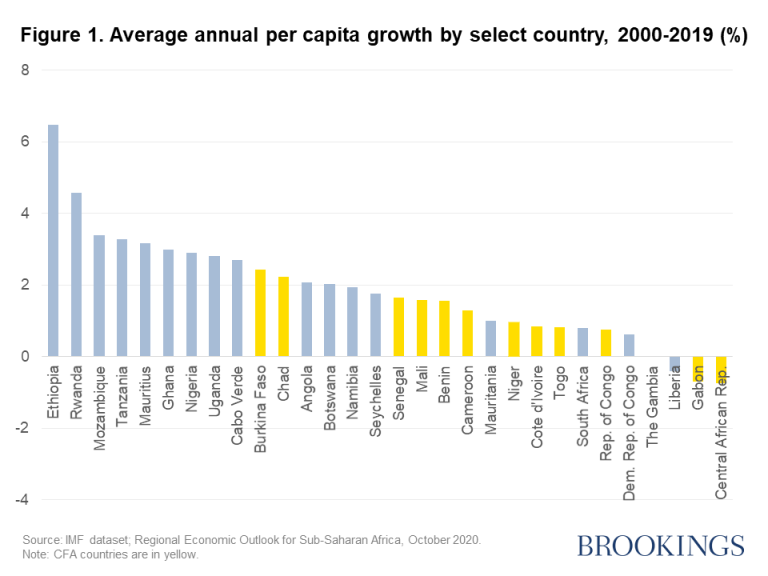 Figure 1. Average annual per capita growth by select country, 2000-2019 (%)
8
6
4
2
0
-2
-4
Ethiopia
Rwanda
Mozambique
Tanzania
Mauritius
Ghana
Nigeria
Uganda
Cabo Verde
Burkina Faso
Chad
Angola
Botswana
Namibia
Seychelles
Senegal
Mali
Benin
Cameroon
Mauritania
Niger
Cote d'Ivoire
Togo
South Africa
Rep. of Congo
Dem. Rep. of Congo
The Gambia
Liberia
Gabon
Central African Rep.
Source: IMF dataset; Regional Economic Outlook for Sub-Saharan Africa, October 2020.
Note: CFA countries are in yellow.
BROOKINGS